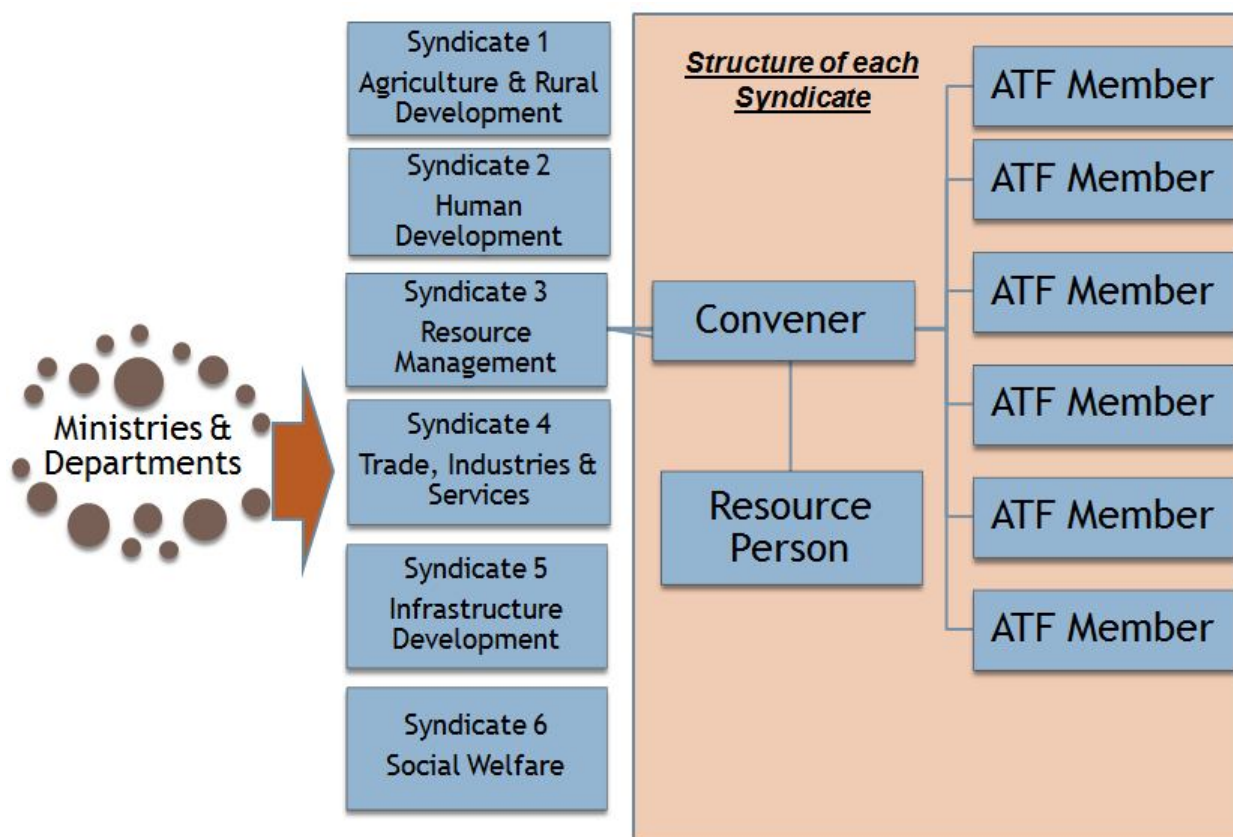 Ministries &
Departments
Syndicate 1
Agriculture & Rural
Development
Syndicate 2
Human
Development
Syndicate 3
Resource
Management
Syndicate 4
Trade, Industries &
Services
Syndicate 5
Infrastructure
Development
Syndicate 6
Social Welfare
Structure of each
Syndicate
Convener
Resource
Person
ATF Member
ATF Member
ATF Member
ATF Member
ATF Member
ATF Member